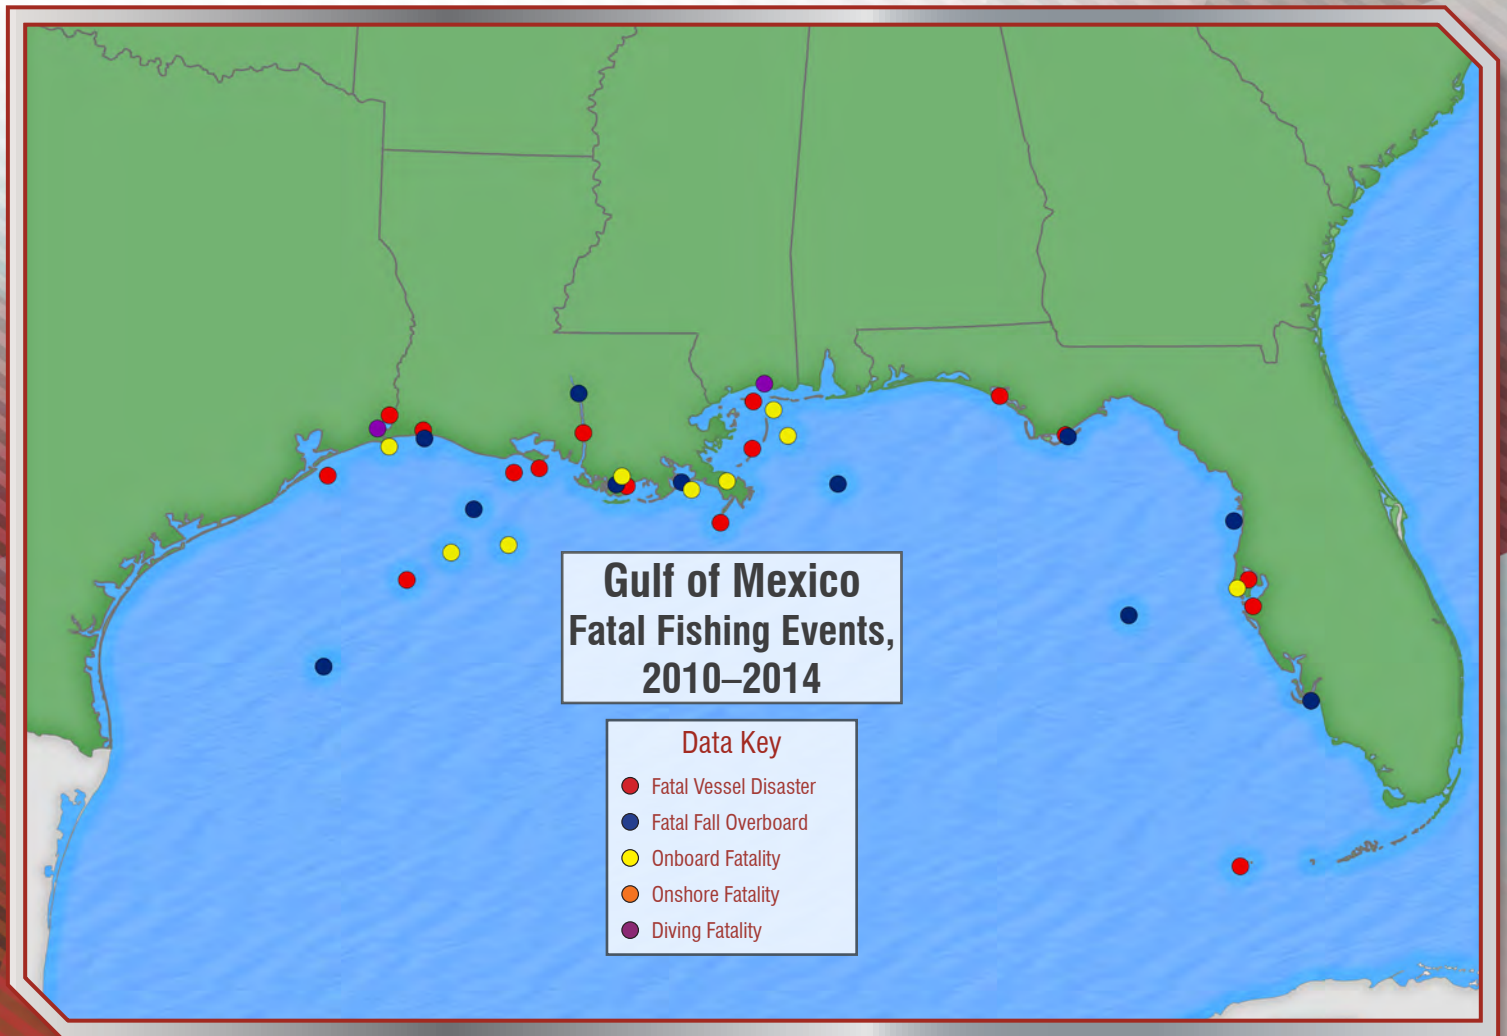 Gulf of Mexico
Fatal Fishing Events,
2010–2014
Data Key
Fatal Vessel Disaster
Fatal Fall Overboard
Onboard Fatality
Onshore Fatality
Diving Fatality